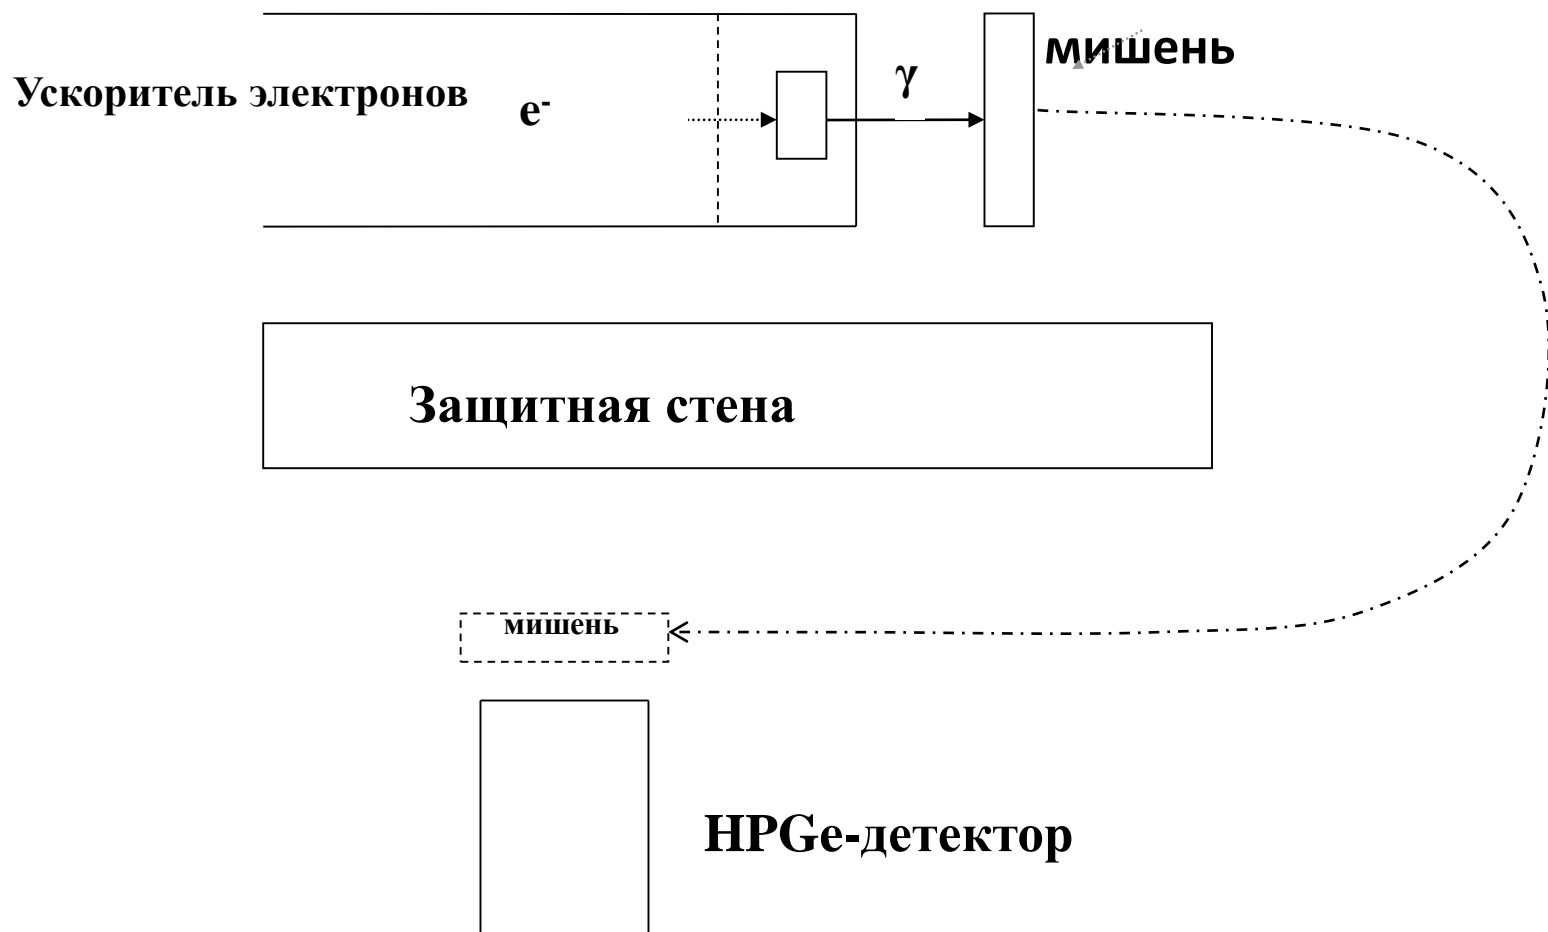 мишень
Ускоритель электронов
e-
γ
Защитная стена
мишень
HPGe-детектор